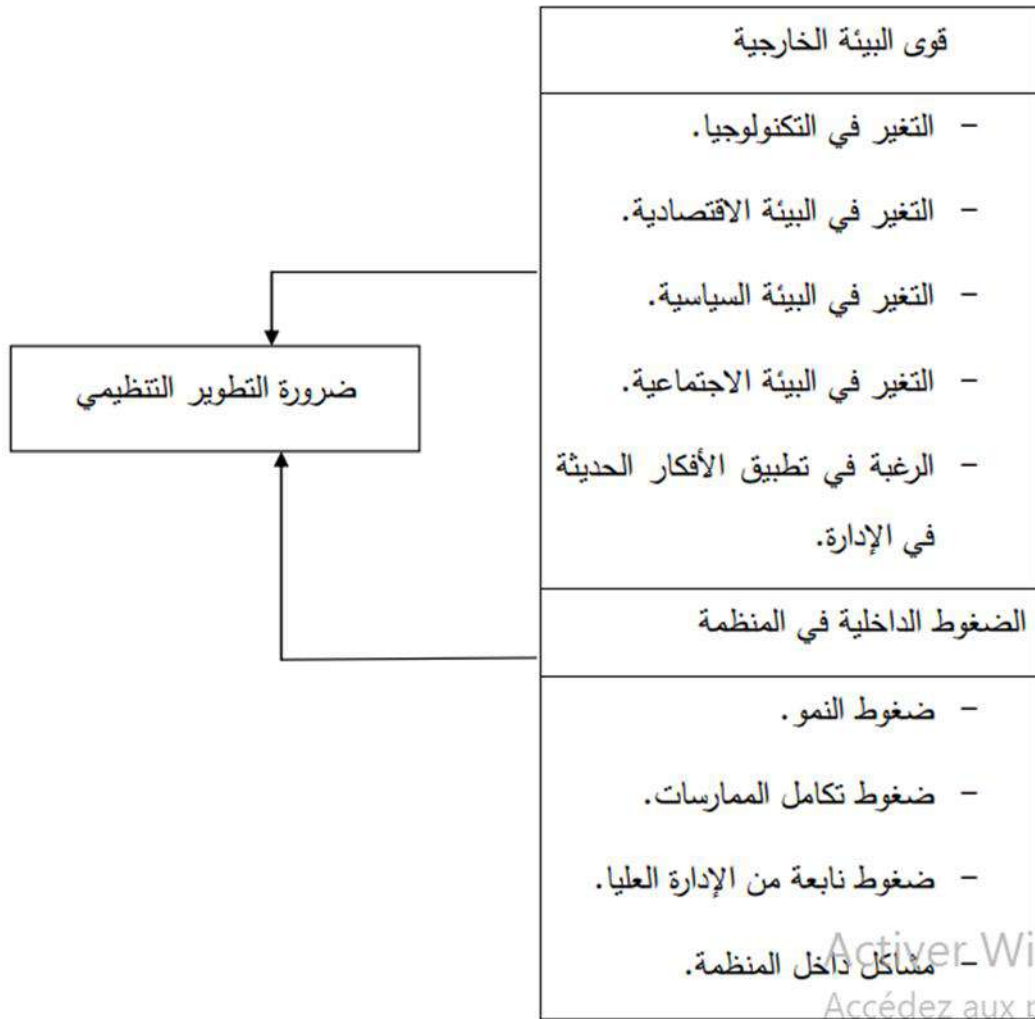 قوى البيئة الخارجية
- التغير في التكنولوجيا.
- التغير في البيئة الاقتصادية.
- التغير في البيئة السياسية.
- التغير في البيئة الاجتماعية.
- الرغبة في تطبيق الأفكار الحديثة
في الإدارة.
ضرورة التطوير التنظيمي
الضغوط الداخلية في المنظمة
- ضغوط النمو.
- ضغوط تكامل الممارسات.
- ضغوط نابعة من الإدارة العليا.
- مشاكل داخل المنظمة.
Activer Wi
Accédez aux